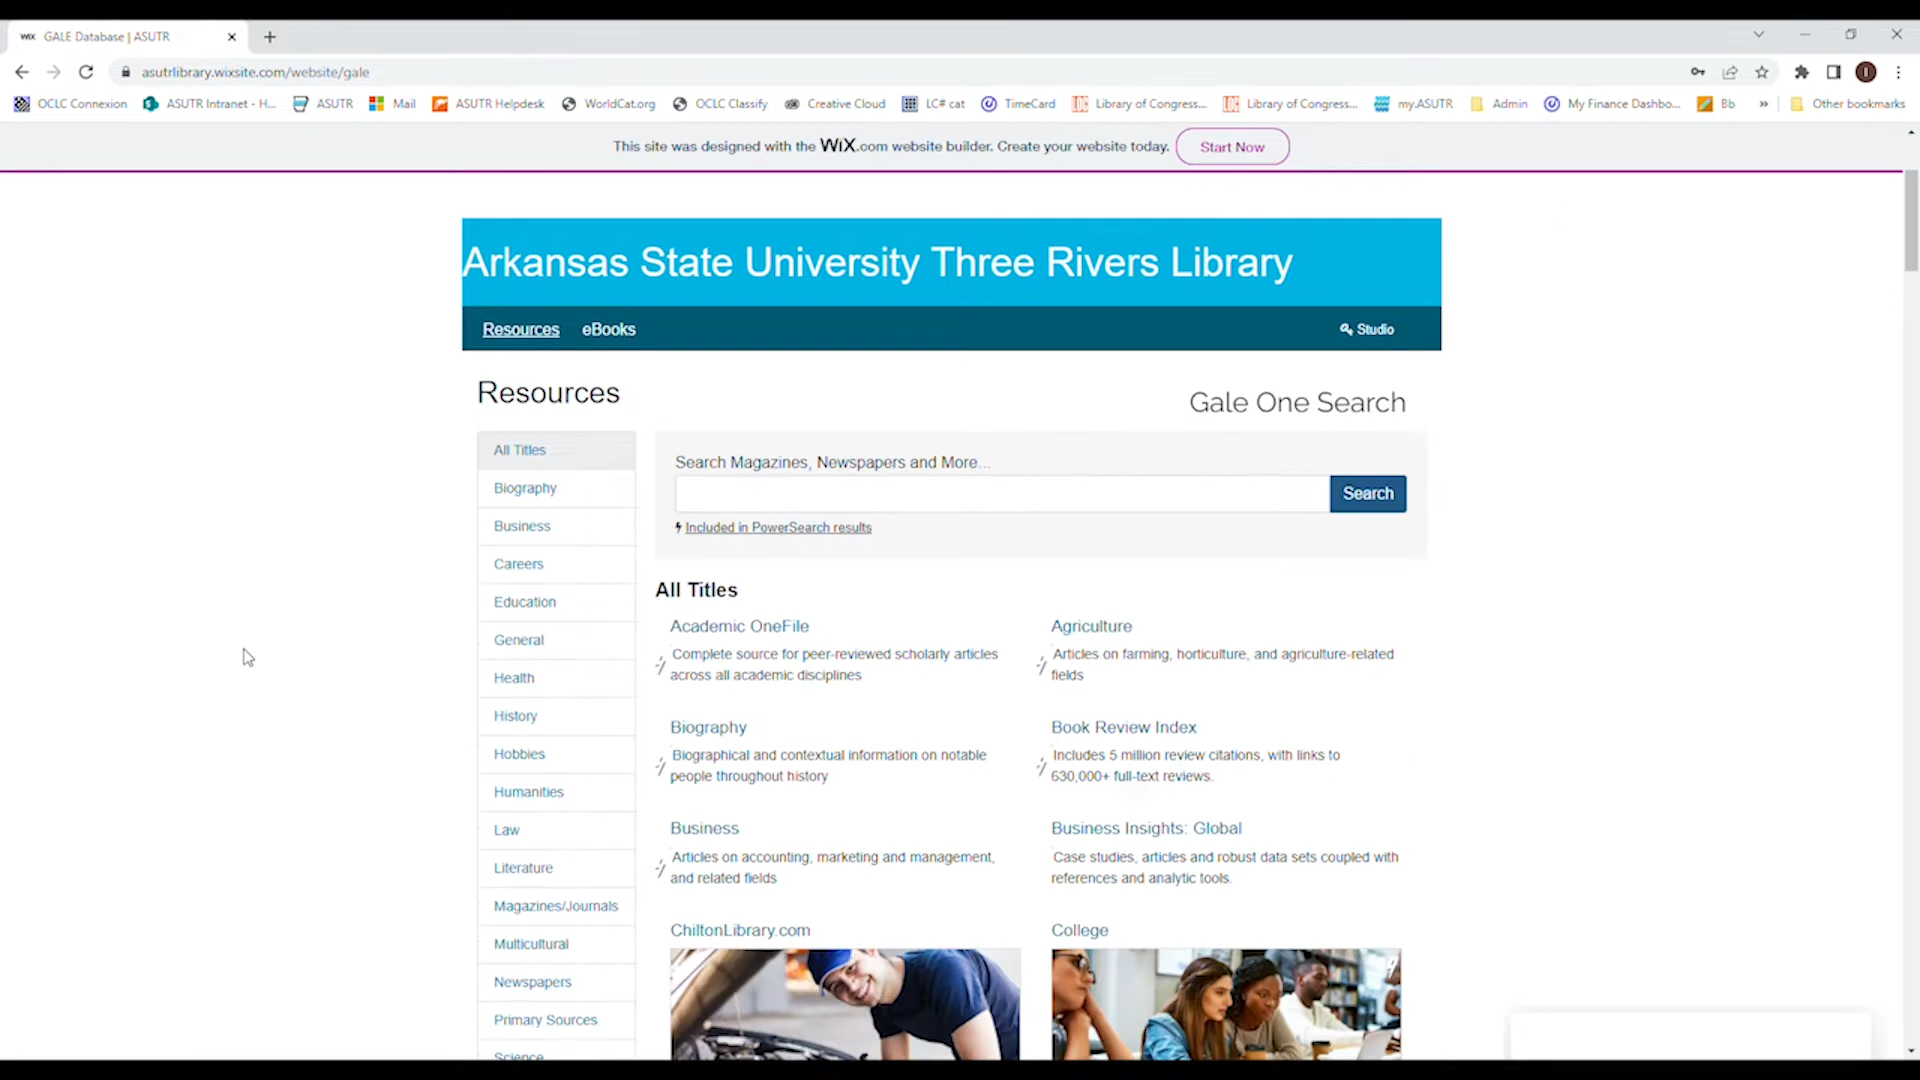 WIX GALE Database | ASUTR
asutrlibrary.wixsite.com/website/gale
OCLC Connexion ASUTR Intranet - H... ASUTR Mail ASUTR Helpdesk WorldCat.org OCLC Classify Creative Cloud LC# cat TimeCard Library of Congress... Library of Congress... my.ASUTR Admin My Finance Dashbo... Bb » Other bookmarks
This site was designed with the WiX.com website builder. Create your website today. Start Now
Arkansas State University Three Rivers Library
Resources eBooks Studio
Resources
Gale One Search
All Titles
Biography
Business
Careers
Education
General
Health
History
Hobbies
Humanities
Law
Literature
Magazines/Journals
Multicultural
Newspapers
Primary Sources
Science
Search Magazines, Newspapers and More...
Search
Included in PowerSearch results
All Titles
Academic OneFile
Complete source for peer-reviewed scholarly articles
across all academic disciplines
Agriculture
Articles on farming, horticulture, and agriculture-related
fields
Biography
Biographical and contextual information on notable
people throughout history
Book Review Index
Includes 5 million review citations, with links to
630,000+ full-text reviews.
Business
Articles on accounting, marketing and management,
and related fields
Business Insights: Global
Case studies, articles and robust data sets coupled with
references and analytic tools.
ChiltonLibrary.com
College